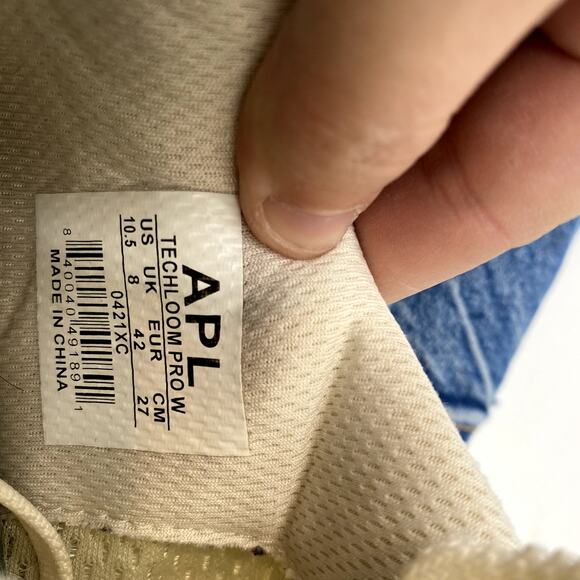 APL
TECHLOOM PRO W
US UK EUR CM
10.5 8 42 27
0421XC
8 40040 49189 1
MADE IN CHINA